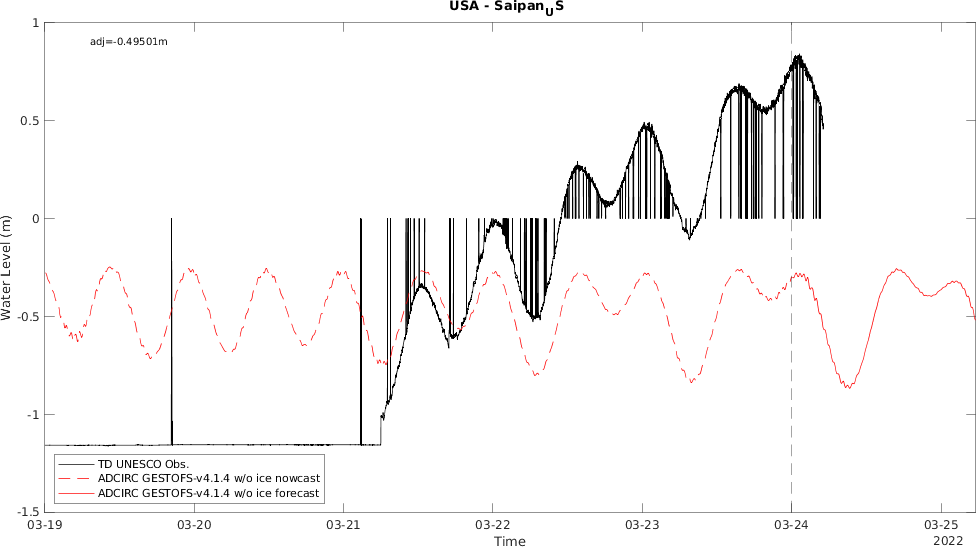 USA - Saipan_US
adj=-0.49501m
1
0.5
0
-0.5
-1
-1.5
Water Level (m)
TD UNESCO Obs.
ADCIRC GESTOFS-v4.1.4 w/o ice nowcast
ADCIRC GESTOFS-v4.1.4 w/o ice forecast
03-19 03-20 03-21 03-22 03-23 03-24 03-25
Time 2022